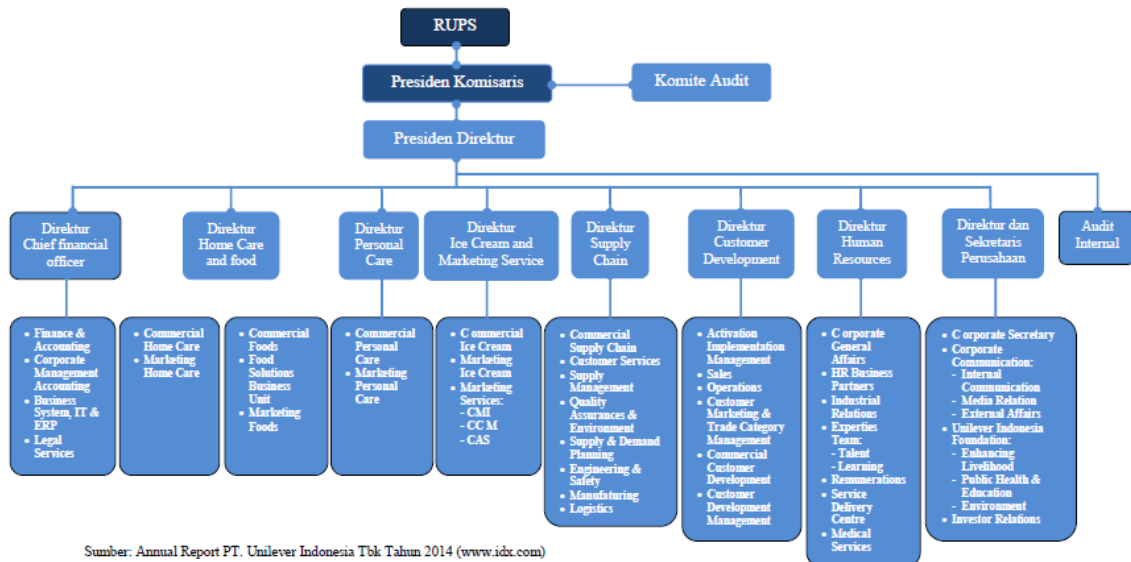 RUPS
Presiden Komisaris
Komite Audit
Presiden Direktur
Direktur
Chief financial
officer
Direktur
Home Care
and food
Direktur
Personal
Care
Direktur
Ice Cream and
Marketing Service
Direktur
Supply
Chain
Direktur
Customer
Development
Direktur
Human
Resources
Direktur dan
Sekretaris
Perusahaan
Audit
Internal
• Finance &
Accounting
• Corporate
Management
Accounting
• Business
System, IT &
ERP
• Legal
Services
• Commercial
Home Care
• Marketing
Home Care
• Commercial
Foods
• Food
Solutions
Business
Unit
• Marketing
Foods
• Commercial
Personal
Care
• Marketing
Personal
Care
• C ommercial
Ice Cream
• Marketing
Ice Cream
• Marketing
Services:
- CMI
- CC M
- CAS
• Commercial
Supply Chain
• Customer Services
• Supply
Management
• Quality
Assurances &
Environment
• Supply & Demand
Planning
• Engineering &
Safety
• Manufaturing
• Logistics
• Activation
Implementation
Management
• Sales
• Operations
• Customer
Marketing &
Trade Category
Management
• Commercial
Customer
Development
• Customer
Development
Management
• C orporate
General
Affairs
• HR Business
Partners
• Industrial
Relations
• Experties
Team:
- Talent
- Learning
• Remunerations
• Service
Delivery
Centre
• Medical
Services
• C orporate Secretary
• Corporate
Communication:
- Internal
Communication
- Media Relation
- External Affairs
• Unilever Indonesia
Foundation:
- Enhancing
Livelihood
- Public Health &
Education
- Environment
• Investor Relations
Sumber: Annual Report PT. Unilever Indonesia Tbk Tahun 2014 (www.idx.com)